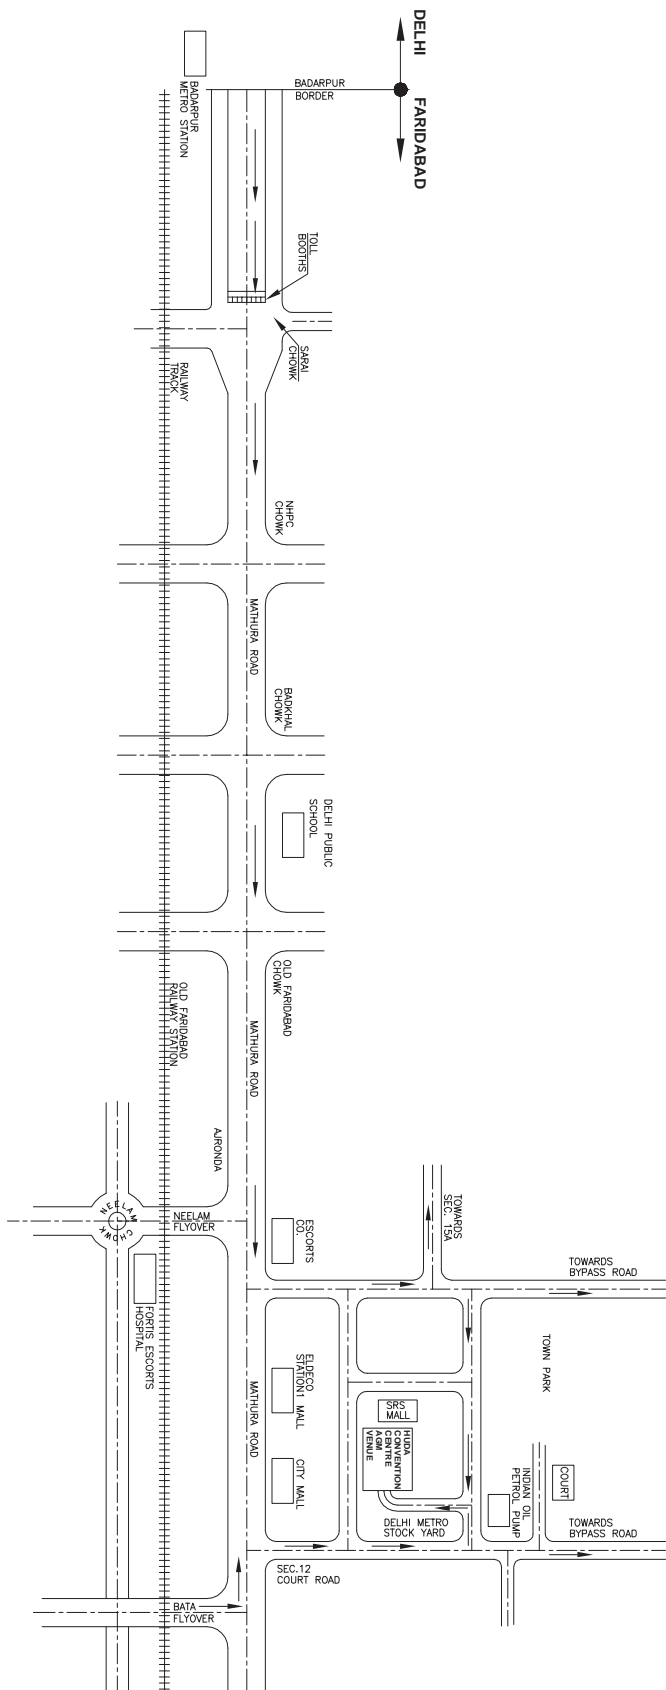 DELHI
FARIDABAD
BADARPUR
METRO STATION
BADARPUR
BORDER
TOLL
BOOTHS
SARAI
CHOWK
RAILWAY
TRACK
NHPC
CHOWK
MATHURA ROAD
BADKHAL
CHOWK
DELHI PUBLIC
SCHOOL
OLD FARIDABAD
CHOWK
OLD FARIDABAD
RAILWAY STATION
MATHURA ROAD
AJRONDA
NEELAM
CHOWK
NEELAM
FLYOVER
ESCORTS
CO.
TOWARDS
SEC. 15A
TOWARDS
BYPASS ROAD
FORTIS ESCORTS
HOSPITAL
ELDECO
STATION1 MALL
MATHURA ROAD
TOWN PARK
SRS
MALL
HUDA
CONVENTION
CENTRE
AGM
VENUE
CITY MALL
COURT
INDIAN OIL
PETROL PUMP
DELHI METRO
STOCK YARD
TOWARDS
BYPASS ROAD
SEC.12
COURT ROAD
BATA
FLYOVER